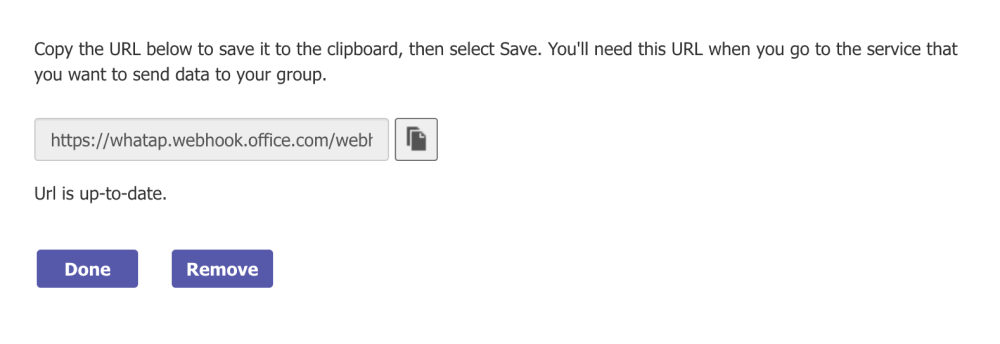 Copy the URL below to save it to the clipboard, then select Save. You'll need this URL when you go to the service that
you want to send data to your group.
https://whatap.webhook.office.com/webh
Url is up-to-date.
Done
Remove